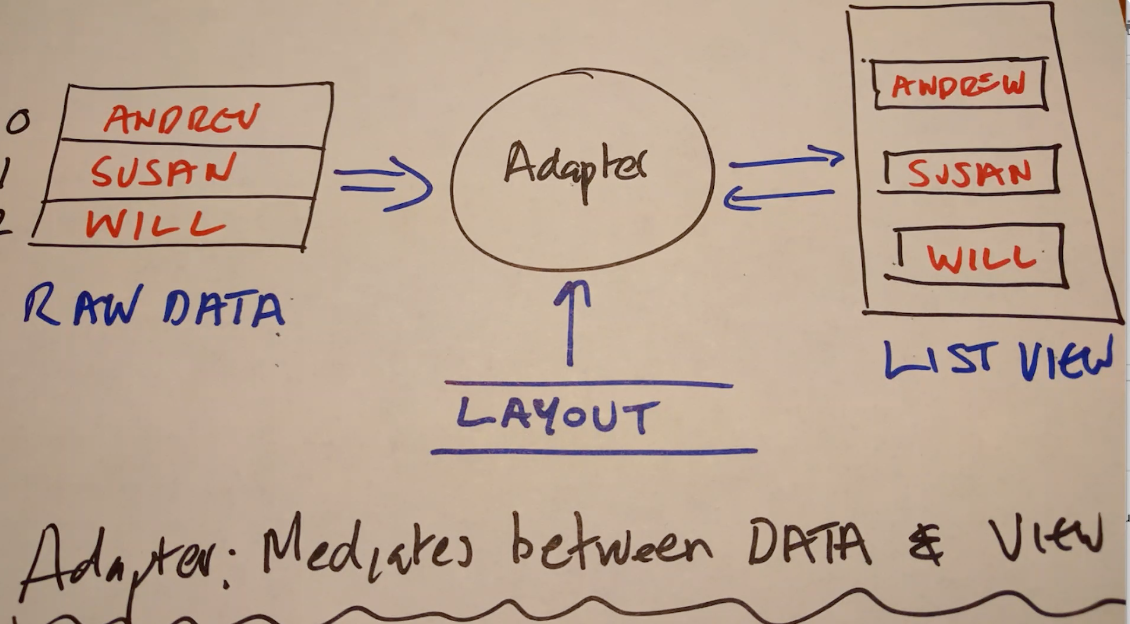 0 ANDREW
1 SUSAN
2 WILL
RAW DATA
Adapter
LAYOUT
ANDREW
SUSAN
WILL
LIST VIEW
Adapter: Mediates between DATA & VIEW